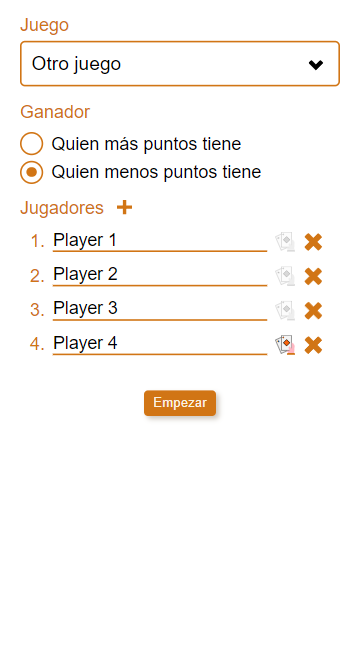 Juego
Otro juego
Ganador
Quien más puntos tiene
Quien menos puntos tiene
Jugadores
1. Player 1
2. Player 2
3. Player 3
4. Player 4
Empezar